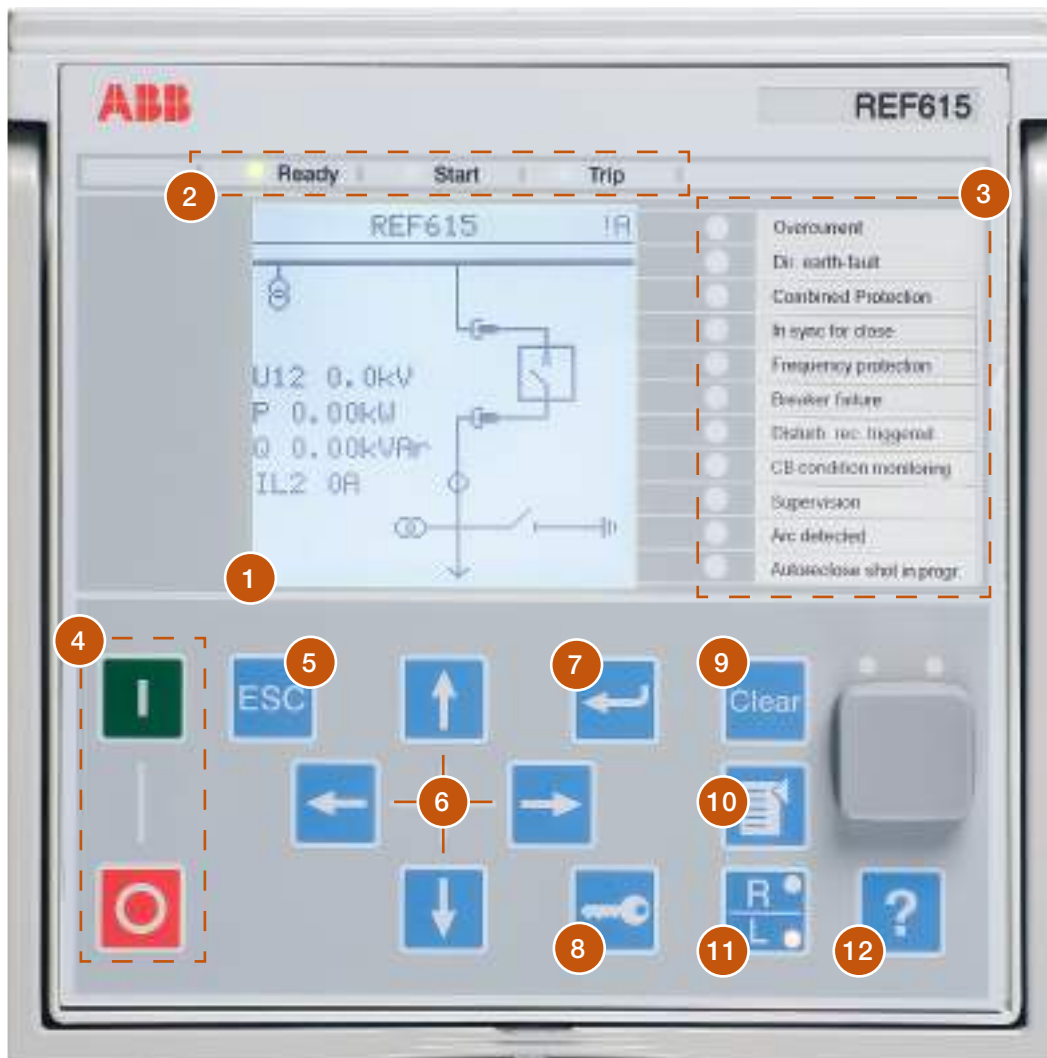 ABB
REF615
2
Ready
Start
Trip
3
REF615 !A
U12 0.0kV
P 0.00kW
Q 0.00kVAr
IL2 0A
Overcurrent
Dir. earth-fault
Combined Protection
In sync for close
Frequency protection
Breaker failure
Disturb. rec. triggered
CB condition monitoring
Supervision
Arc detected
Autoreclose shot in progr.
1
4
I
ESC
5
7
Clear
9
6
10
O
8
R
L
11
?
12